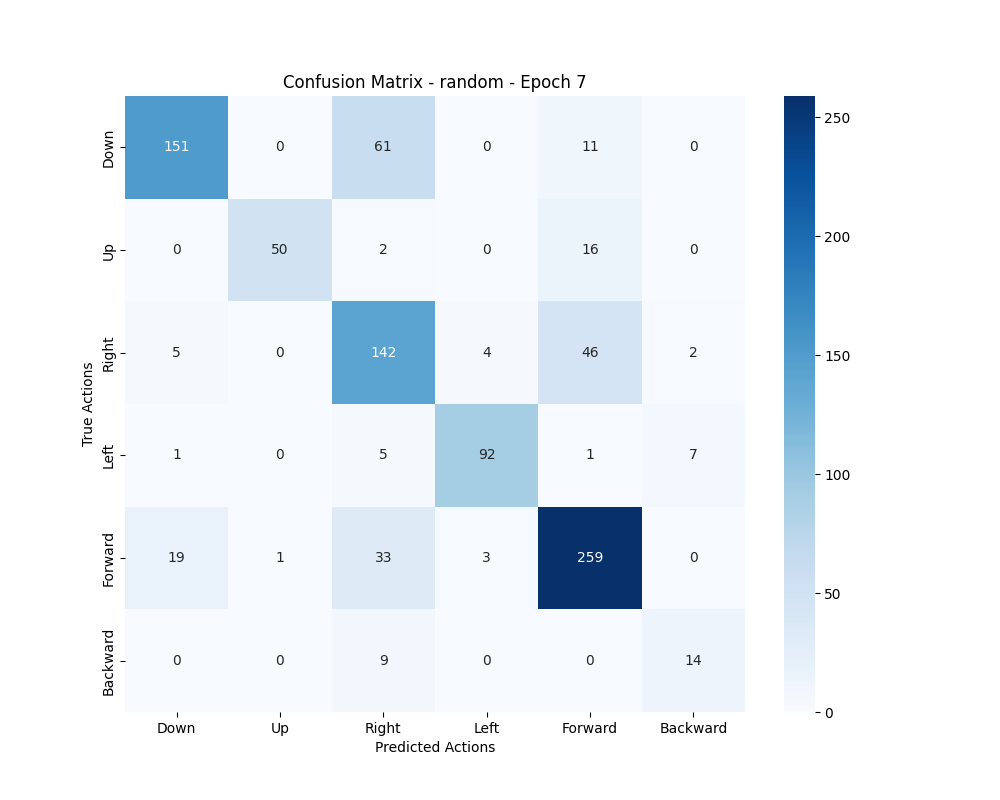 Confusion Matrix - random - Epoch 7
True Actions
Down 151 0 61 0 11 0
Up 0 50 2 0 16 0
Right 5 0 142 4 46 2
Left 1 0 5 92 1 7
Forward 19 1 33 3 259 0
Backward 0 0 9 0 0 14
Down Up Right Left Forward Backward
Predicted Actions
250
200
150
100
50
0